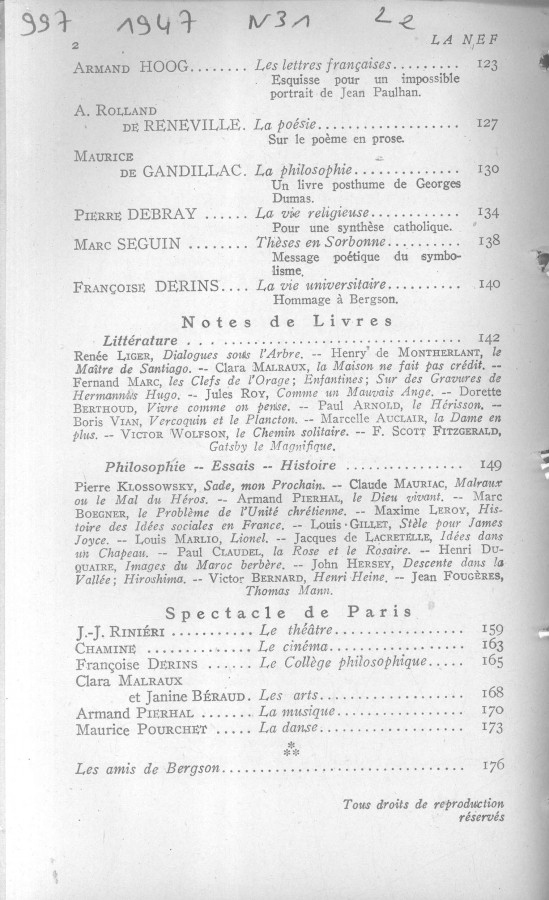 997 1947 N31 2e
2 LA NEF
ARMAND HOOG........ Les lettres françaises......... 123
Esquisse pour un impossible
portrait de Jean Paulhan.
A. ROLLAND
DE RENEVILLE. La poésie.................. 127
Sur le poème en prose.
MAURICE
DE GANDILLAC. La philosophie.............. 130
Un livre posthume de Georges
Dumas.
PIERRE DEBRAY ...... La vie religieuse............ 134
Pour une synthèse catholique.
MARC SEGUIN ........ Thèses en Sorbonne.......... 138
Message poétique du symbo-
lisme.
FRANÇOISE DERINS.... La vie universitaire.......... 140
Hommage à Bergson.
Notes de Livres
Littérature .............................. 142
Renée LIGER, Dialogues sous l'Arbre. -- Henry de MONTHERLANT, le
Maître de Santiago. -- Clara MALRAUX, la Maison ne fait pas crédit. --
Fernand MARC, les Clefs de l'Orage; Enfantines; Sur des Gravures de
Hermannès Hugo. -- Jules ROY, Comme un Mauvais Ange. -- Dorette
BERTHOUD, Vivre comme on pense. -- Paul ARNOLD, le Hérisson. --
Boris VIAN, Vercoquin et le Plancton. -- Marcelle AUCLAIR, la Dame en
plus. -- VICTOR WOLFSON, le Chemin solitaire. -- F. SCOTT FITZGERALD,
Gatsby le Magnifique.
Philosophie -- Essais -- Histoire ............... 149
Pierre KLOSSOWSKY, Sade, mon Prochain. -- Claude MAURIAC, Malraux
ou le Mal du Héros. -- Armand PIERHAL, le Dieu vivant. -- Marc
BOEGNER, le Problème de l'Unité chrétienne. -- Maxime LEROY, His-
toire des Idées sociales en France. -- Louis GILLET, Stèle pour James
Joyce. -- Louis MARLIO, Lionel. -- Jacques de LACRETELLE, Idées dans
un Chapeau. -- Paul CLAUDEL, la Rose et le Rosaire. -- Henri DU-
QUAIRE, Images du Maroc berbère. -- John HERSEY, Descente dans la
Vallée; Hiroshima. -- Victor BERNARD, Henri Heine. -- Jean FOUGÈRES,
Thomas Mann.
Spectacle de Paris
J.-J. RINIÉRI ........... Le théâtre................ 159
CHAMINE .............. Le cinéma................ 163
Françoise DERINS ...... Le Collège philosophique..... 165
Clara MALRAUX
et Janine BÉRAUD. Les arts.................. 168
Armand PIERHAL ....... La musique................ 170
Maurice POURCHET ..... La danse.................. 173
***
Les amis de Bergson.............................. 176
Tous droits de reproduction
réservés